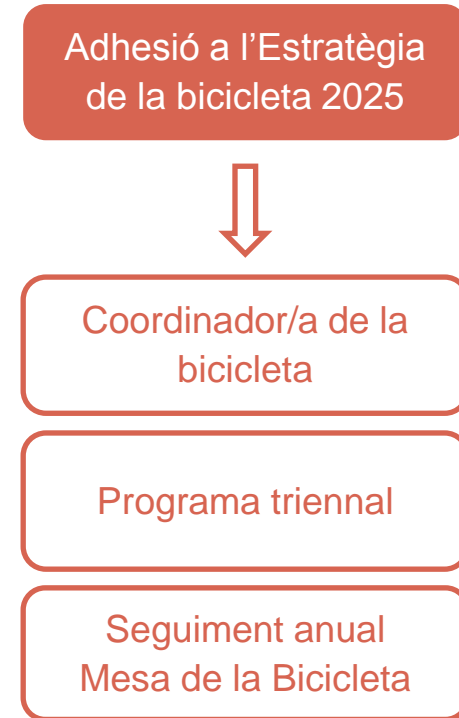 Adhesió a l’Estratègia
de la bicicleta 2025
Coordinador/a de la
bicicleta
Programa triennal
Seguiment anual
Mesa de la Bicicleta